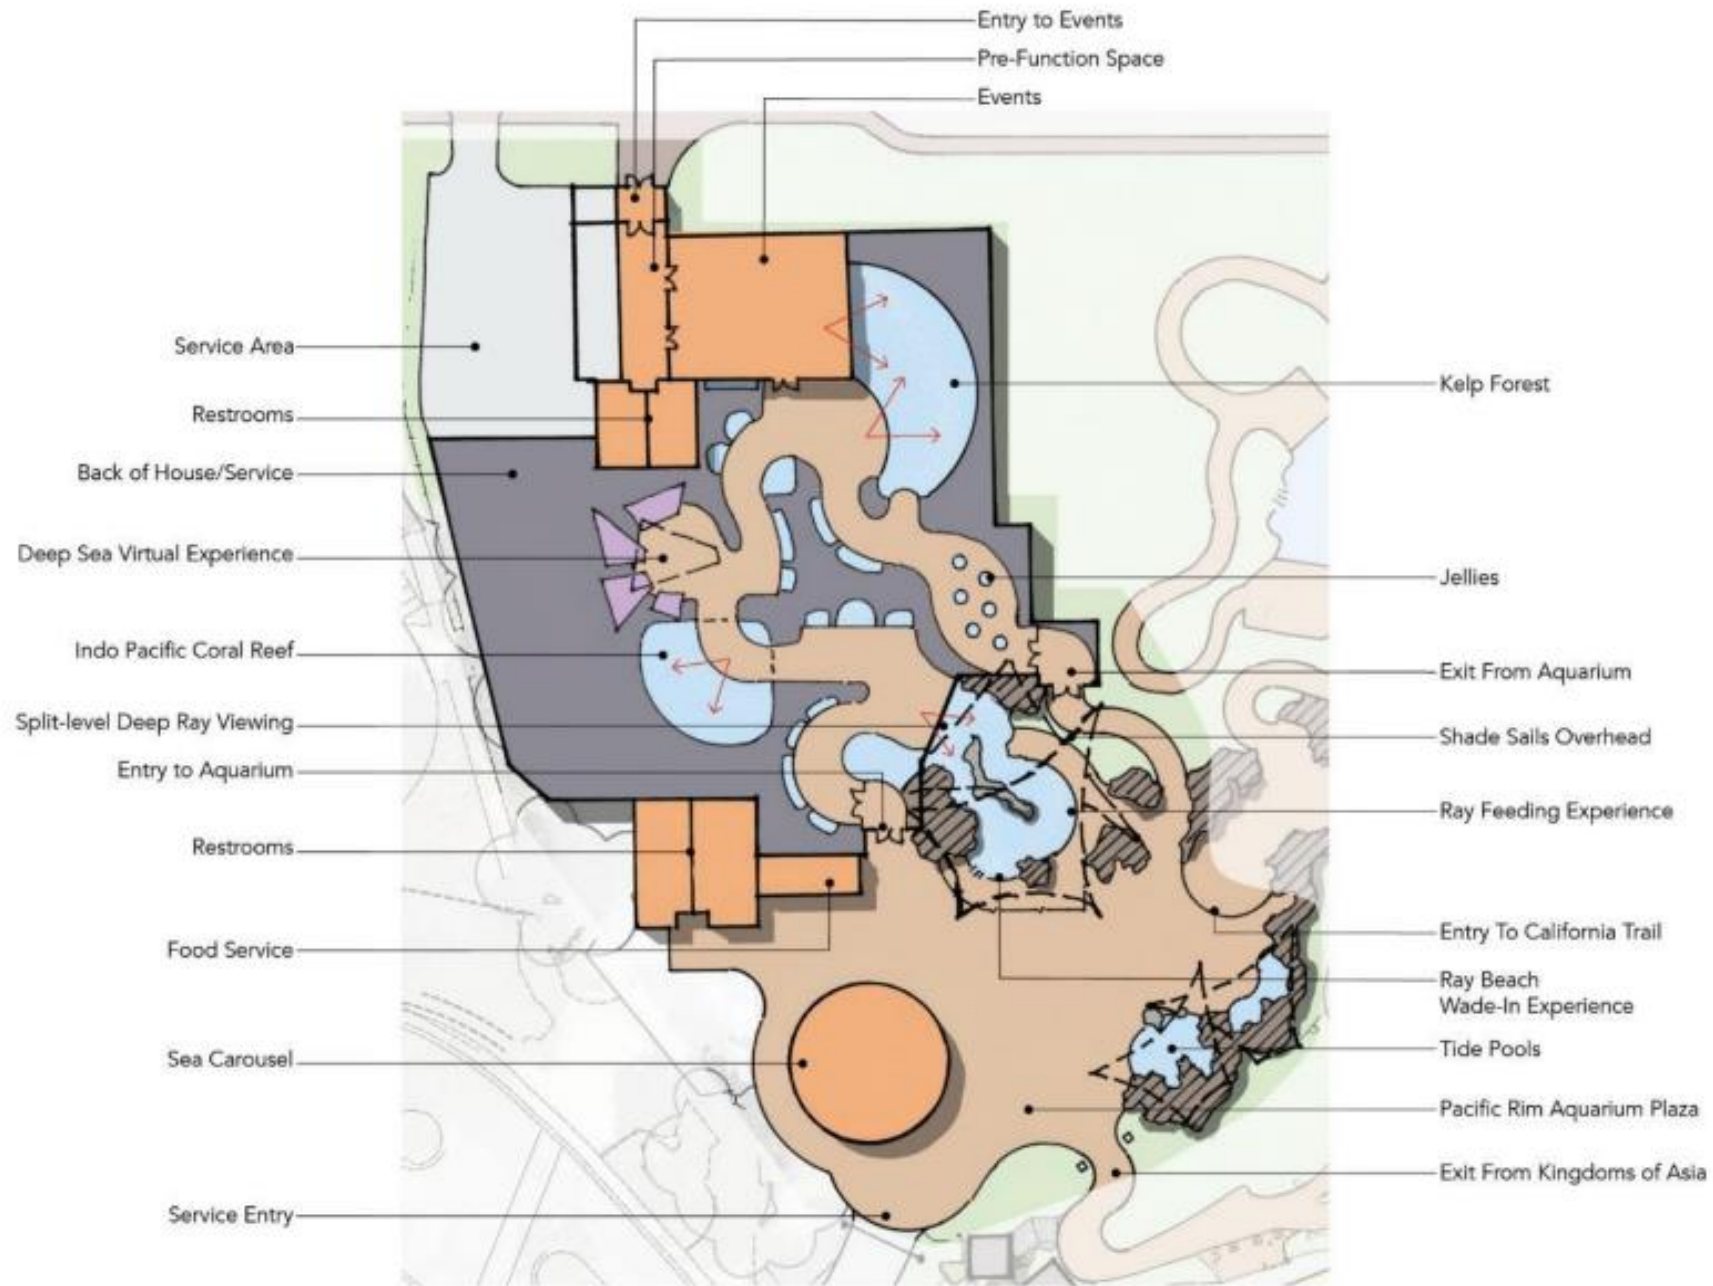 Entry to Events
Pre-Function Space
Events
Service Area
Restrooms
Back of House/Service
Deep Sea Virtual Experience
Indo Pacific Coral Reef
Split-level Deep Ray Viewing
Entry to Aquarium
Restrooms
Food Service
Sea Carousel
Service Entry
Kelp Forest
Jellies
Exit From Aquarium
Shade Sails Overhead
Ray Feeding Experience
Entry To California Trail
Ray Beach
Wade-In Experience
Tide Pools
Pacific Rim Aquarium Plaza
Exit From Kingdoms of Asia